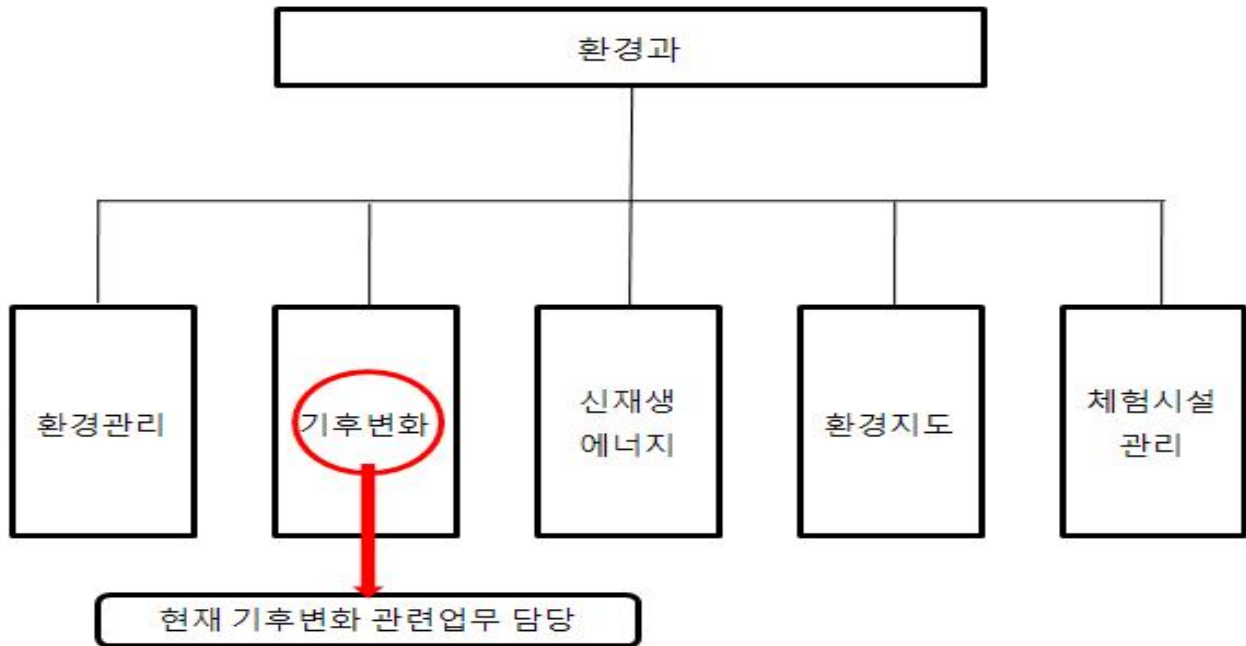 환경과
환경관리
기후변화
신재생
에너지
환경지도
체험시설
관리
현재 기후변화 관련업무 담당